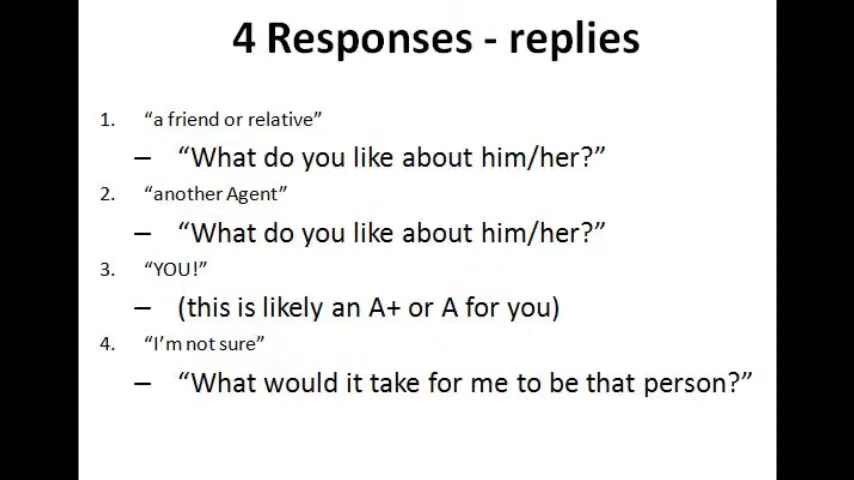 4 Responses - replies
1. “a friend or relative”
– “What do you like about him/her?”
2. “another Agent”
– “What do you like about him/her?”
3. “YOU!”
– (this is likely an A+ or A for you)
4. “I’m not sure”
– “What would it take for me to be that person?”